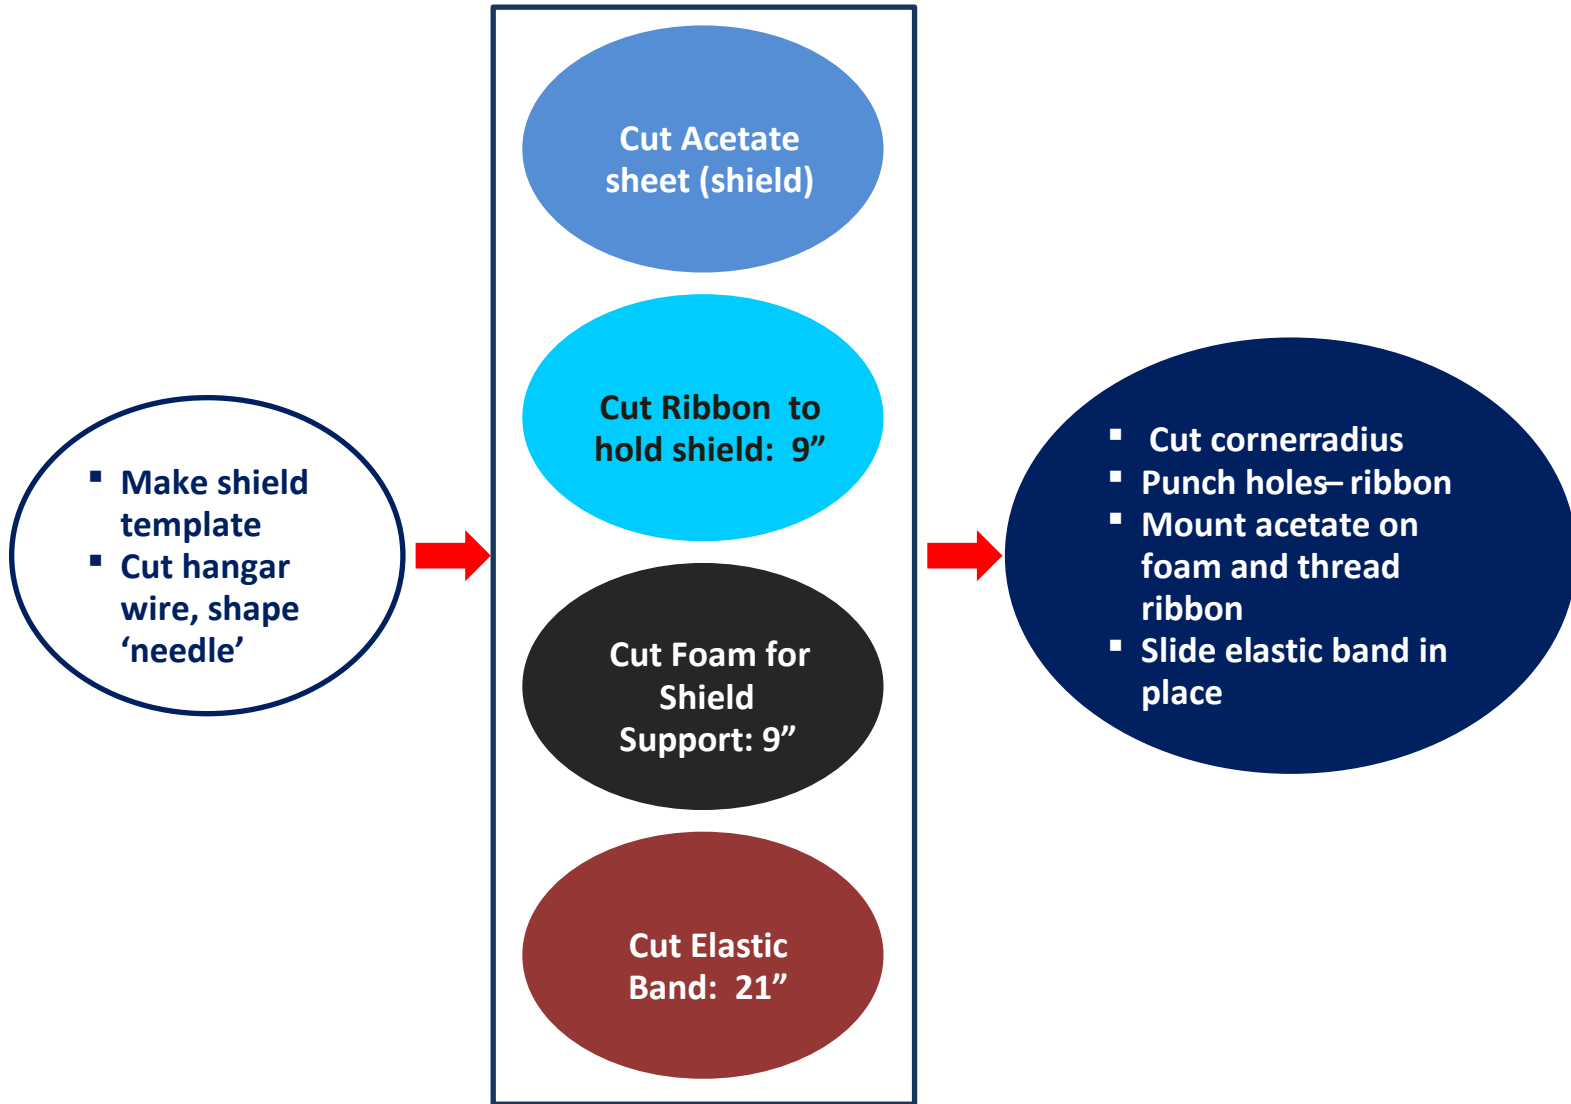 ▪ Make shield
template
▪ Cut hangar
wire, shape
‘needle’
Cut Acetate
sheet (shield)
Cut Ribbon  to
hold shield:  9”
Cut Foam for
Shield
Support: 9”
Cut Elastic
Band:  21”
▪ Cut cornerradius
▪ Punch holes– ribbon
▪ Mount acetate on
foam and thread
ribbon
▪ Slide elastic band in
place